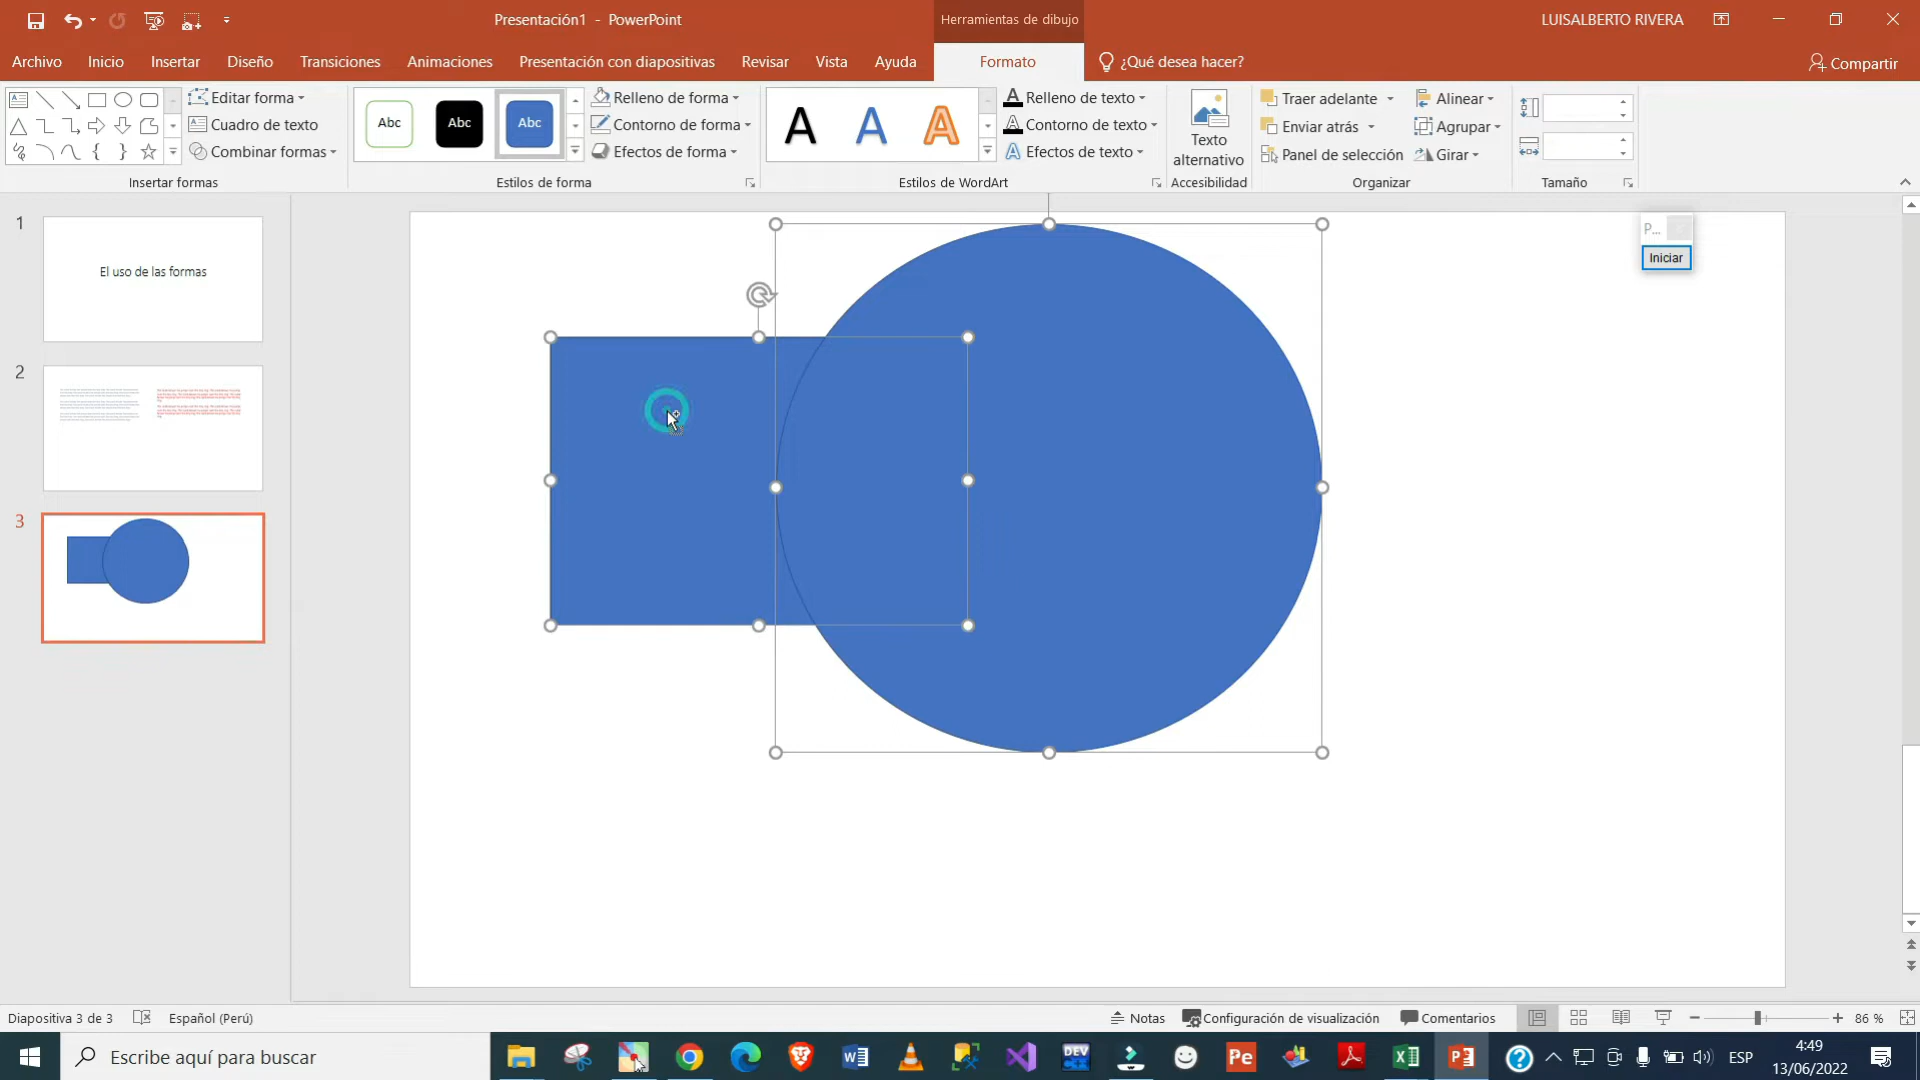 Presentación1 - PowerPoint
Herramientas de dibujo
LUISALBERTO RIVERA
Archivo
Inicio
Insertar
Diseño
Transiciones
Animaciones
Presentación con diapositivas
Revisar
Vista
Ayuda
Formato
¿Qué desea hacer?
Compartir
Editar forma
Cuadro de texto
Combinar formas
Insertar formas
Abc
Abc
Abc
Relleno de forma
Contorno de forma
Efectos de forma
Estilos de forma
A
A
A
Relleno de texto
Contorno de texto
Efectos de texto
Estilos de WordArt
Texto
alternativo
Accesibilidad
Traer adelante
Enviar atrás
Panel de selección
Alinear
Agrupar
Girar
Organizar
Tamaño
1
El uso de las formas
2
3
P...
Iniciar
Diapositiva 3 de 3
Español (Perú)
Notas
Configuración de visualización
Comentarios
86 %
Escribe aquí para buscar
DEV
Pe
ESP
4:49
13/06/2022